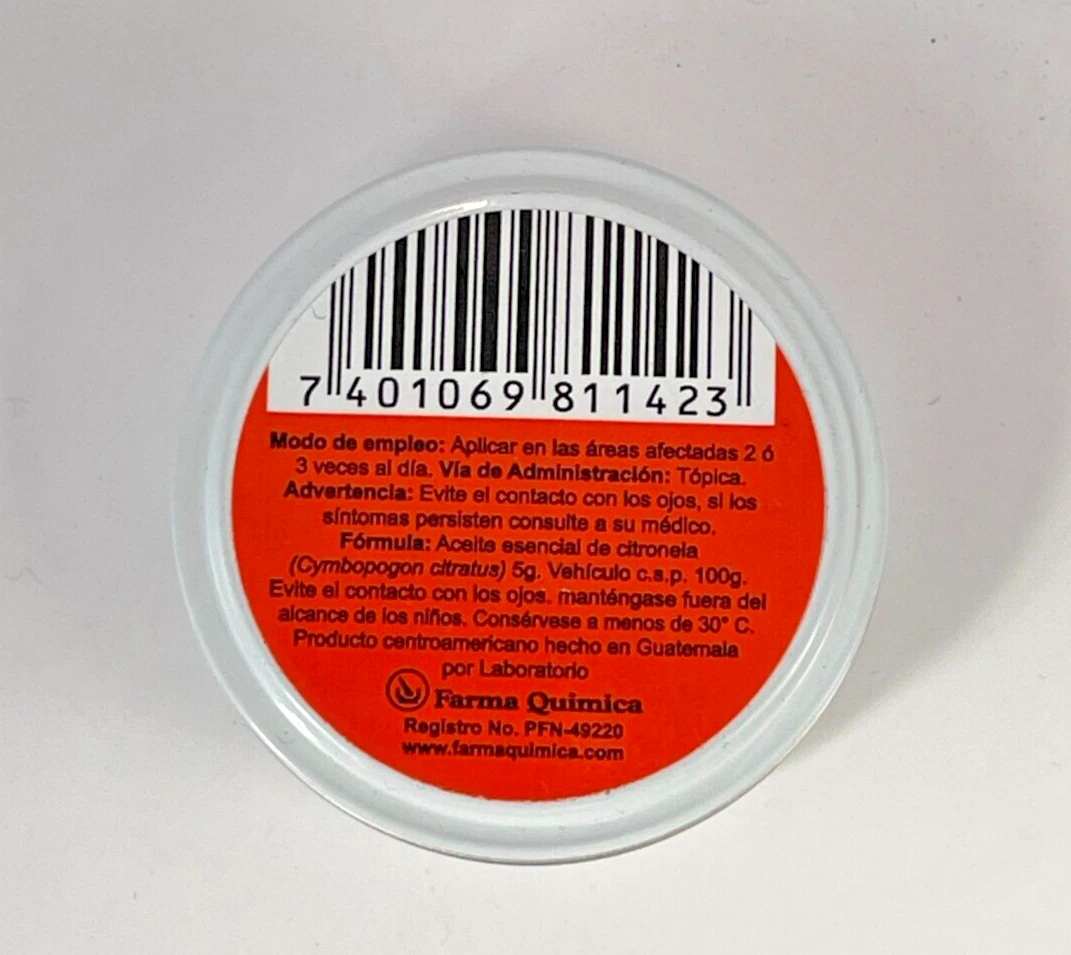 7 401069 811423
Modo de empleo: Aplicar en las áreas afectadas 2 ó
3 veces al día. Vía de Administración: Tópica.
Advertencia: Evite el contacto con los ojos, si los
síntomas persisten consulte a su médico.
Fórmula: Aceite esencial de citronela
(Cymbopogon citratus) 5g. Vehículo c.s.p. 100g.
Evite el contacto con los ojos. manténgase fuera del
alcance de los niños. Consérvese a menos de 30° C.
Producto centroamericano hecho en Guatemala
por Laboratorio
Farma Quimica
Registro No. PFN-49220
www.farmaquimica.com